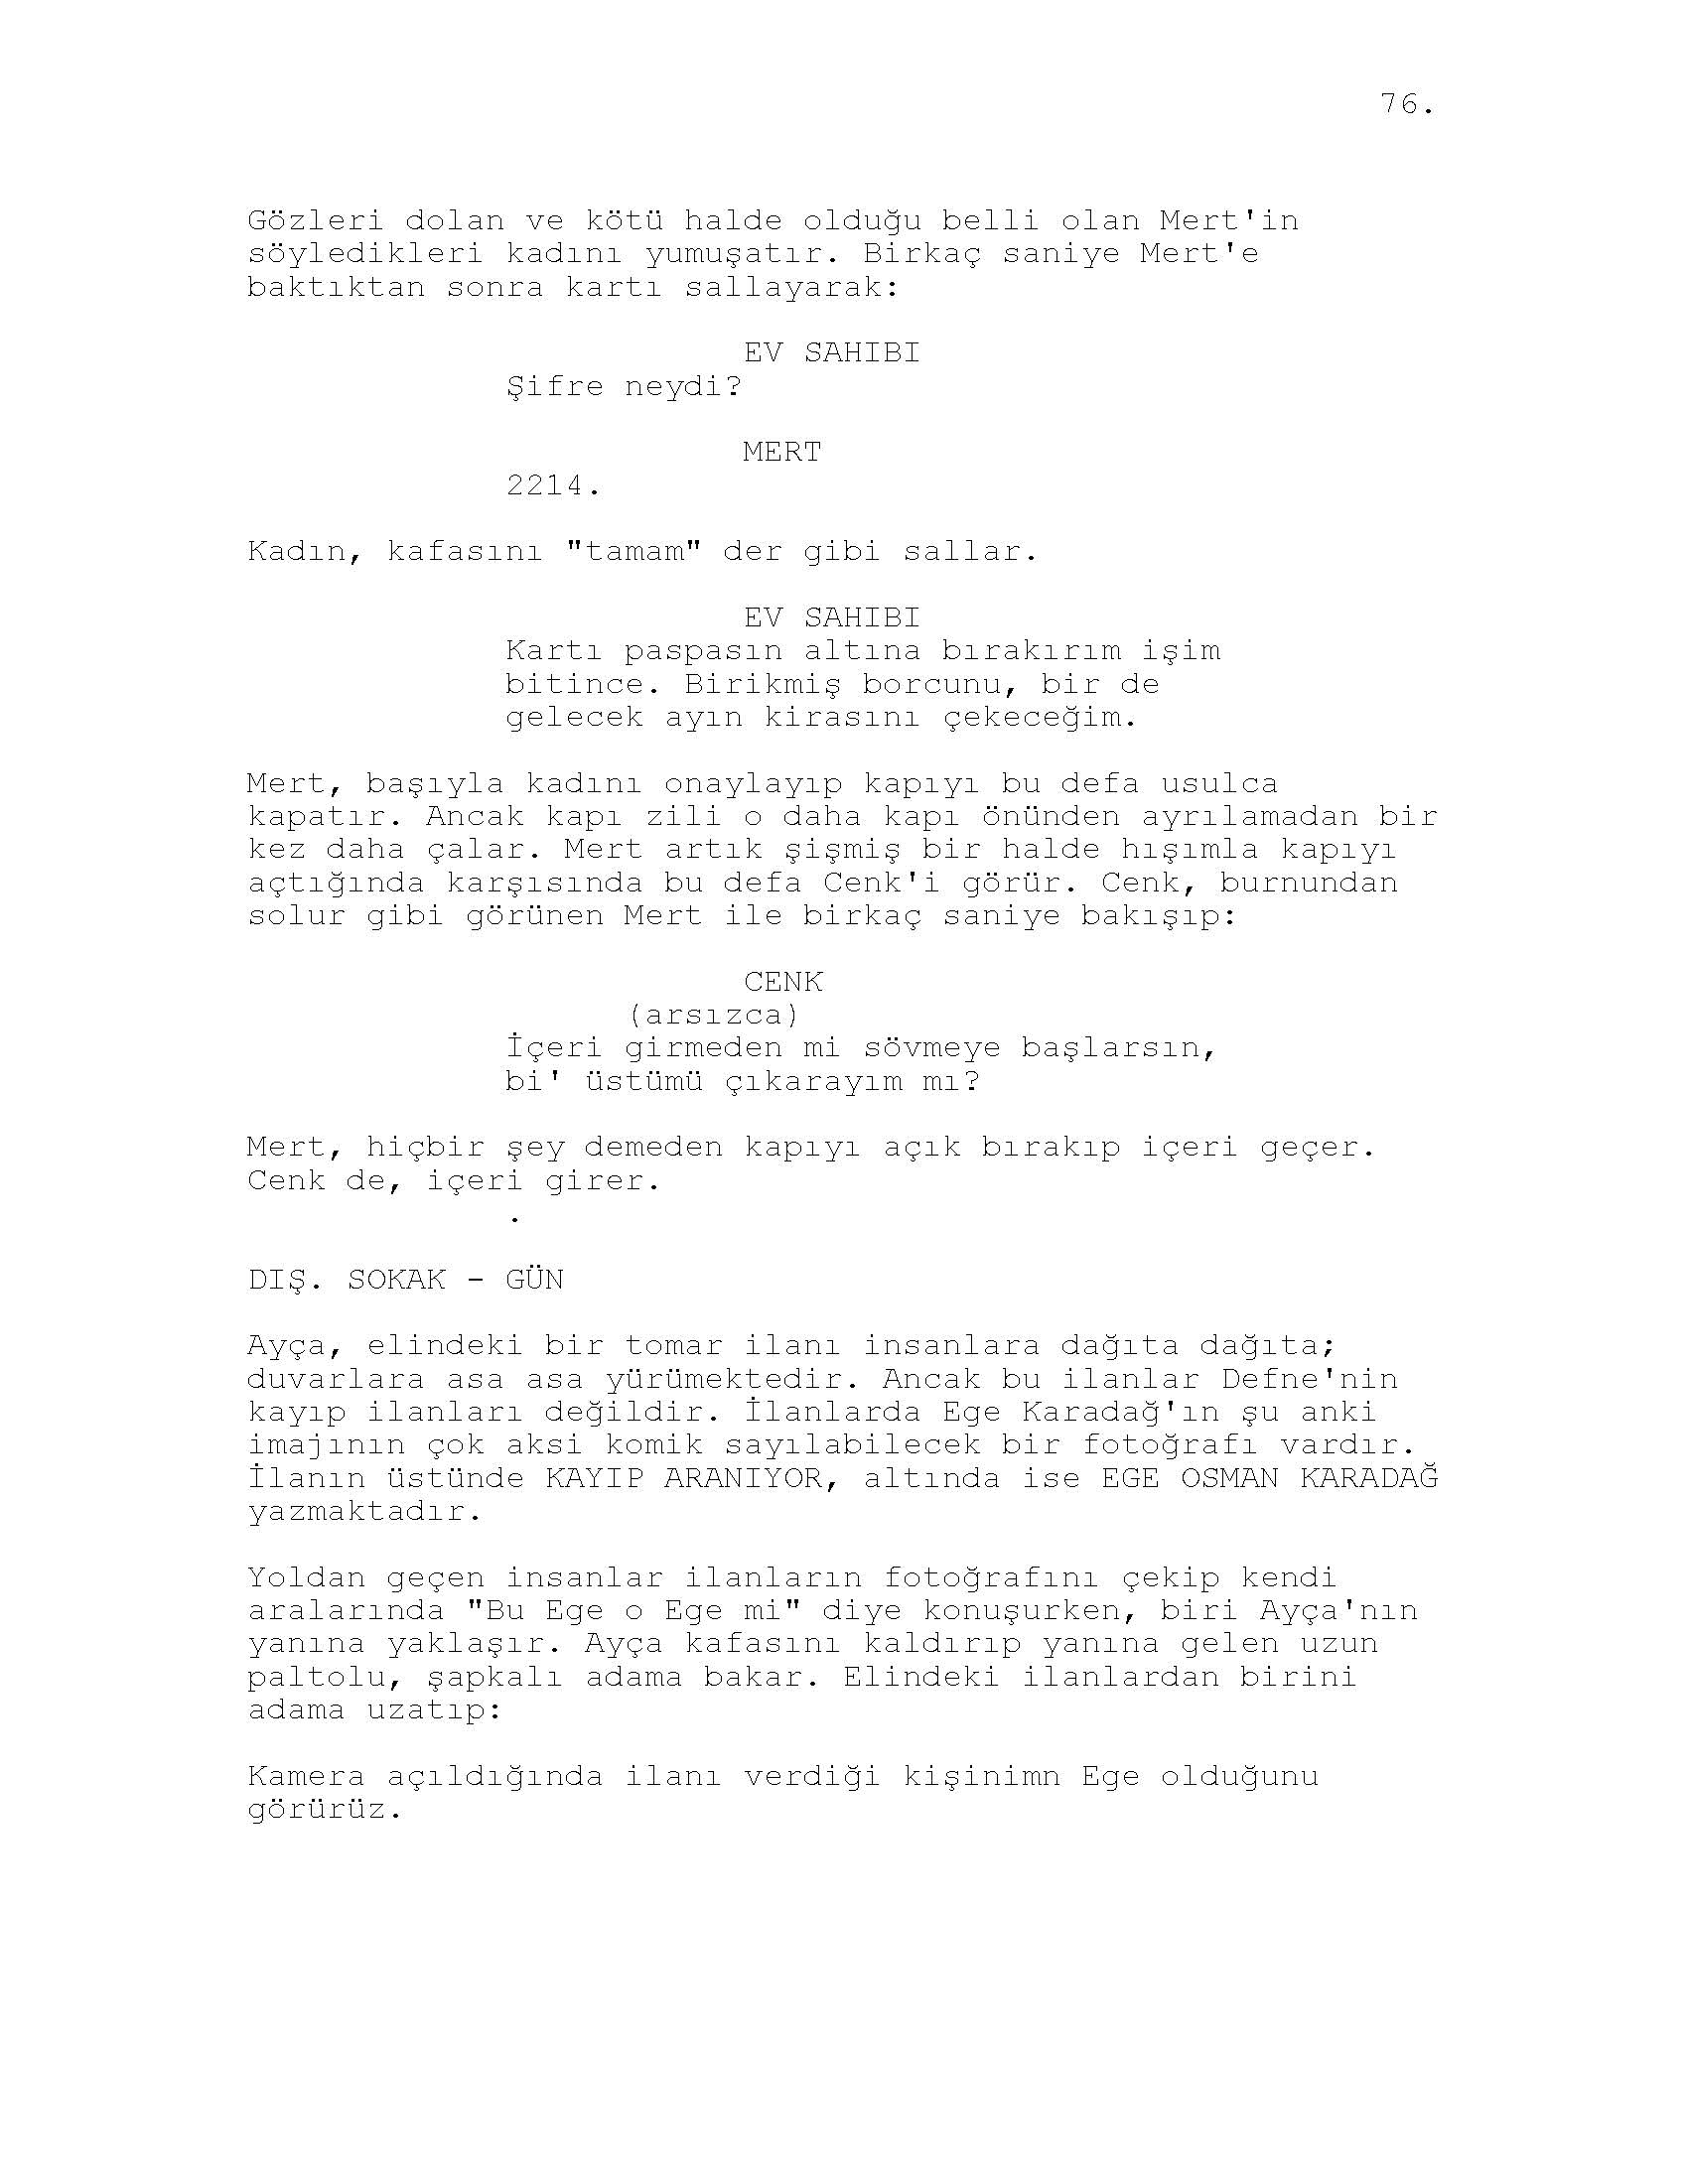 76.
Gözleri dolan ve kötü halde olduğu belli olan Mert'in
söyledikleri kadını yumuşatır. Birkaç saniye Mert'e
baktıktan sonra kartı sallayarak:
EV SAHIBI
Şifre neydi?
MERT
2214.
Kadın, kafasını "tamam" der gibi sallar.
EV SAHIBI
Kartı paspasın altına bırakırım işim
bitince. Birikmiş borcunu, bir de
gelecek ayın kirasını çekeceğim.
Mert, başıyla kadını onaylayıp kapıyı bu defa usulca
kapatır. Ancak kapı zili o daha kapı önünden ayrılamadan bir
kez daha çalar. Mert artık şişmiş bir halde hışımla kapıyı
açtığında karşısında bu defa Cenk'i görür. Cenk, burnundan
solur gibi görünen Mert ile birkaç saniye bakışıp:
CENK
(arsızca)
İçeri girmeden mi sövmeye başlarsın,
bi' üstümü çıkarayım mı?
Mert, hiçbir şey demeden kapıyı açık bırakıp içeri geçer.
Cenk de, içeri girer.
.
DIŞ. SOKAK - GÜN
Ayça, elindeki bir tomar ilanı insanlara dağıta dağıta;
duvarlara asa asa yürümektedir. Ancak bu ilanlar Defne'nin
kayıp ilanları değildir. İlanlarda Ege Karadağ'ın şu anki
imajının çok aksi komik sayılabilecek bir fotoğrafı vardır.
İlanın üstünde KAYIP ARANIYOR, altında ise EGE OSMAN KARADAĞ
yazmaktadır.
Yoldan geçen insanlar ilanların fotoğrafını çekip kendi
aralarında "Bu Ege o Ege mi" diye konuşurken, biri Ayça'nın
yanına yaklaşır. Ayça kafasını kaldırıp yanına gelen uzun
paltolu, şapkalı adama bakar. Elindeki ilanlardan birini
adama uzatıp:
Kamera açıldığında ilanı verdiği kişinimn Ege olduğunu
görürüz.